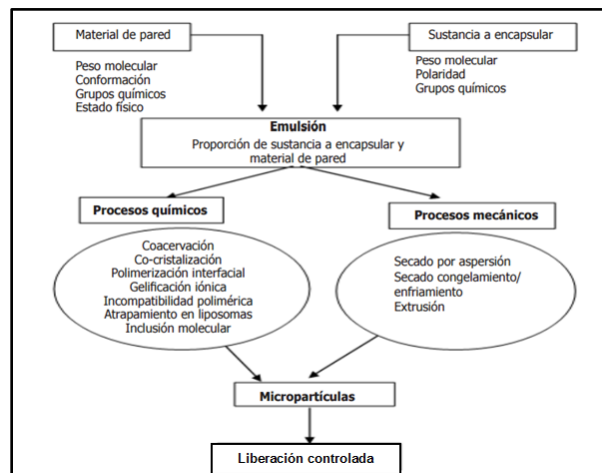 Material de pared
Sustancia a encapsular
Peso molecular
Conformación
Grupos químicos
Estado físico
Peso molecular
Polaridad
Grupos químicos
Emulsión
Proporción de sustancia a encapsular y
material de pared
Procesos químicos
Procesos mecánicos
Coacervación
Co-cristalización
Polimerización interfacial
Gelificación iónica
Incompatibilidad polimérica
Atrapamiento en liposomas
Inclusión molecular
Secado por aspersión
Secado congelamiento/
enfriamiento
Extrusión
Micropartículas
Liberación controlada